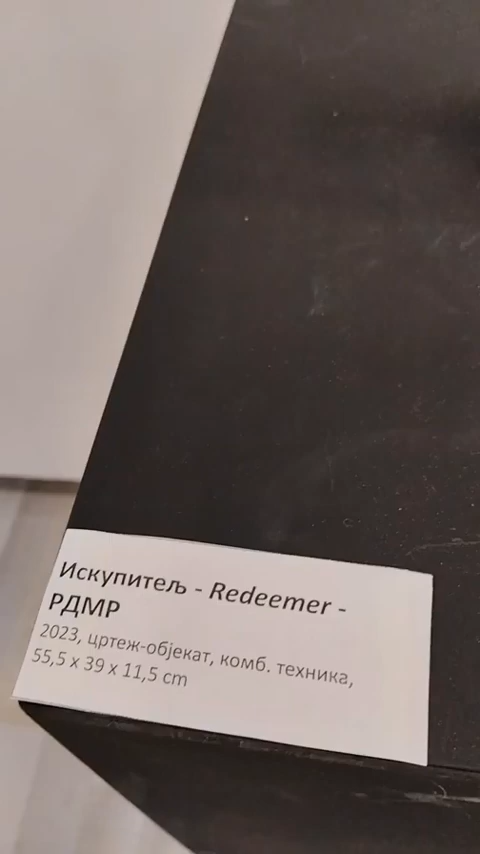 Искупитељ - Redeemer -
РДМР
2023, цртеж-објекат, комб. техника,
55,5 x 39 x 11,5 cm